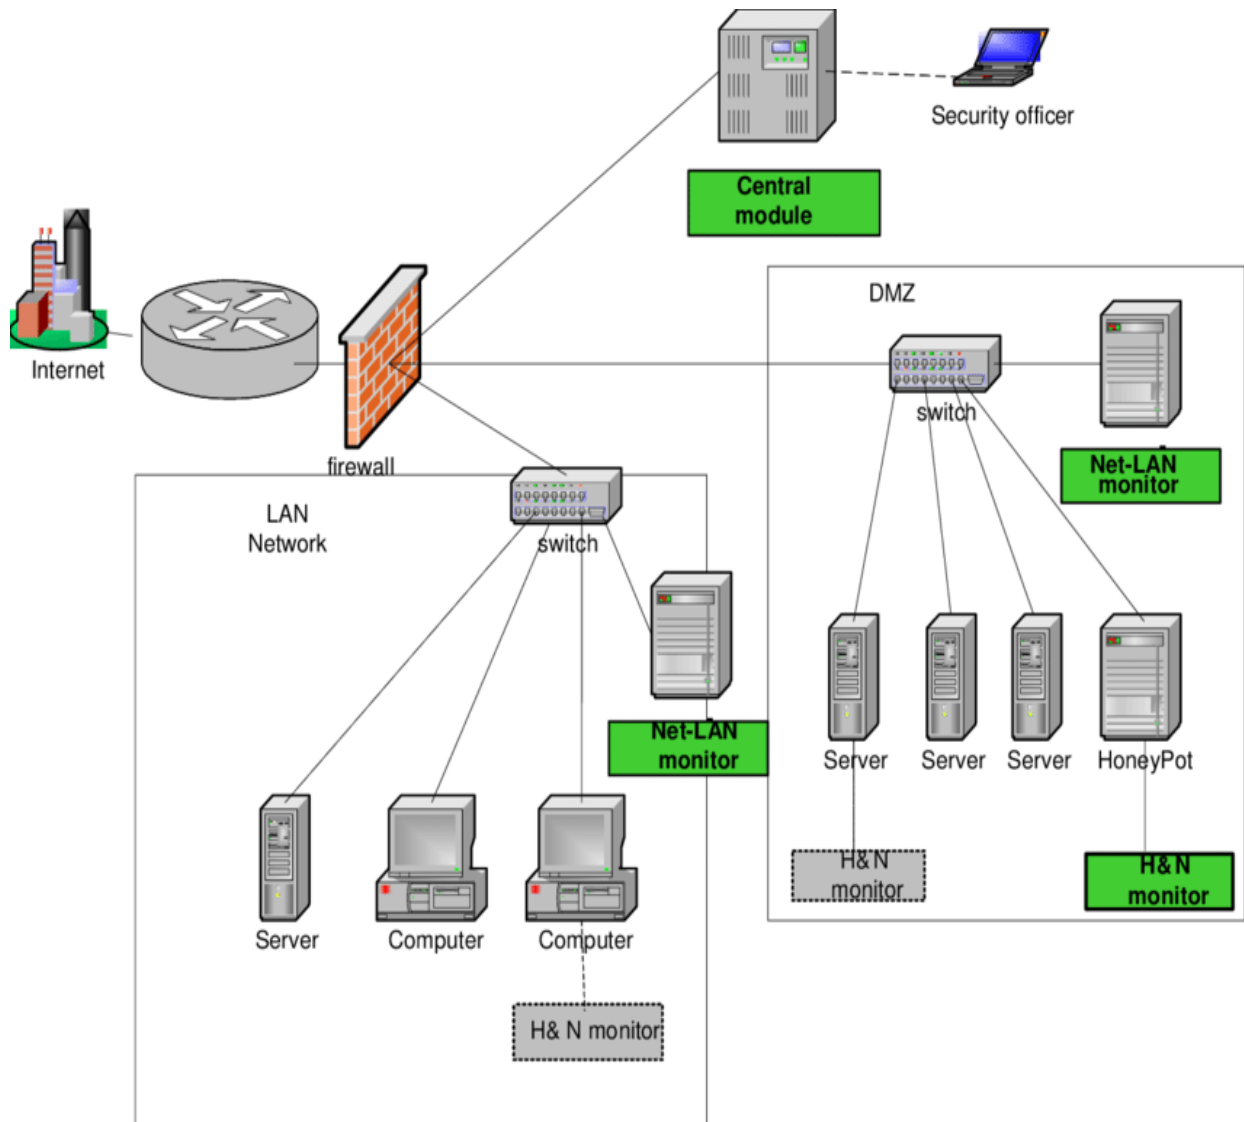 Security officer
Central
module
Internet
DMZ
switch
Net-LAN
monitor
firewall
LAN
Network
switch
Net-LAN
monitor
Server
Server
Server
HoneyPot
H& N
monitor
H& N
monitor
Server
Computer
Computer
H& N monitor